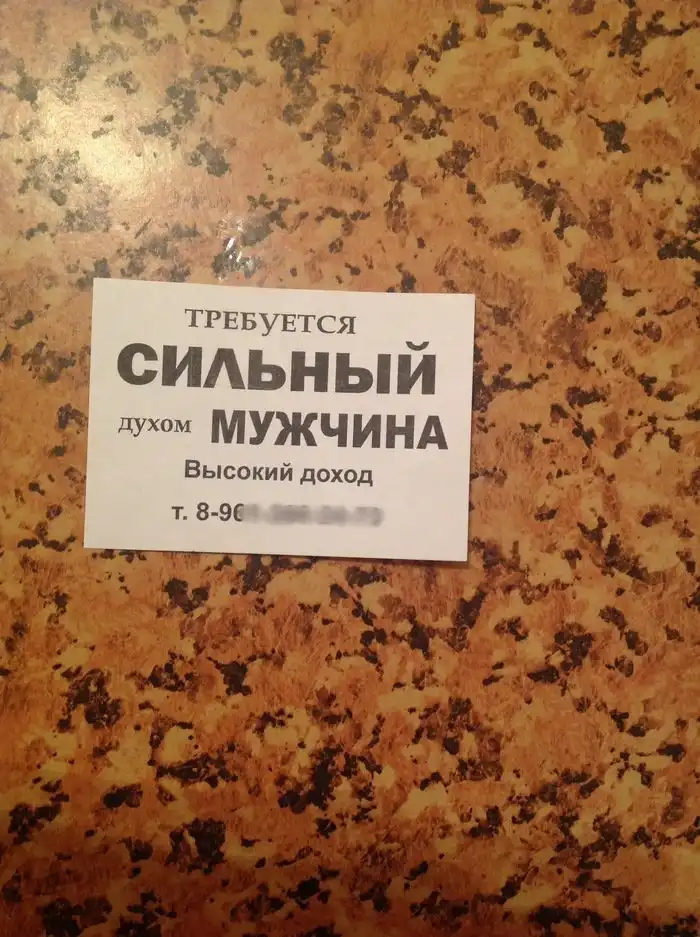 ТРЕБУЕТСЯ
СИЛЬНЫЙ
духом МУЖЧИНА
Высокий доход
т. 8-96